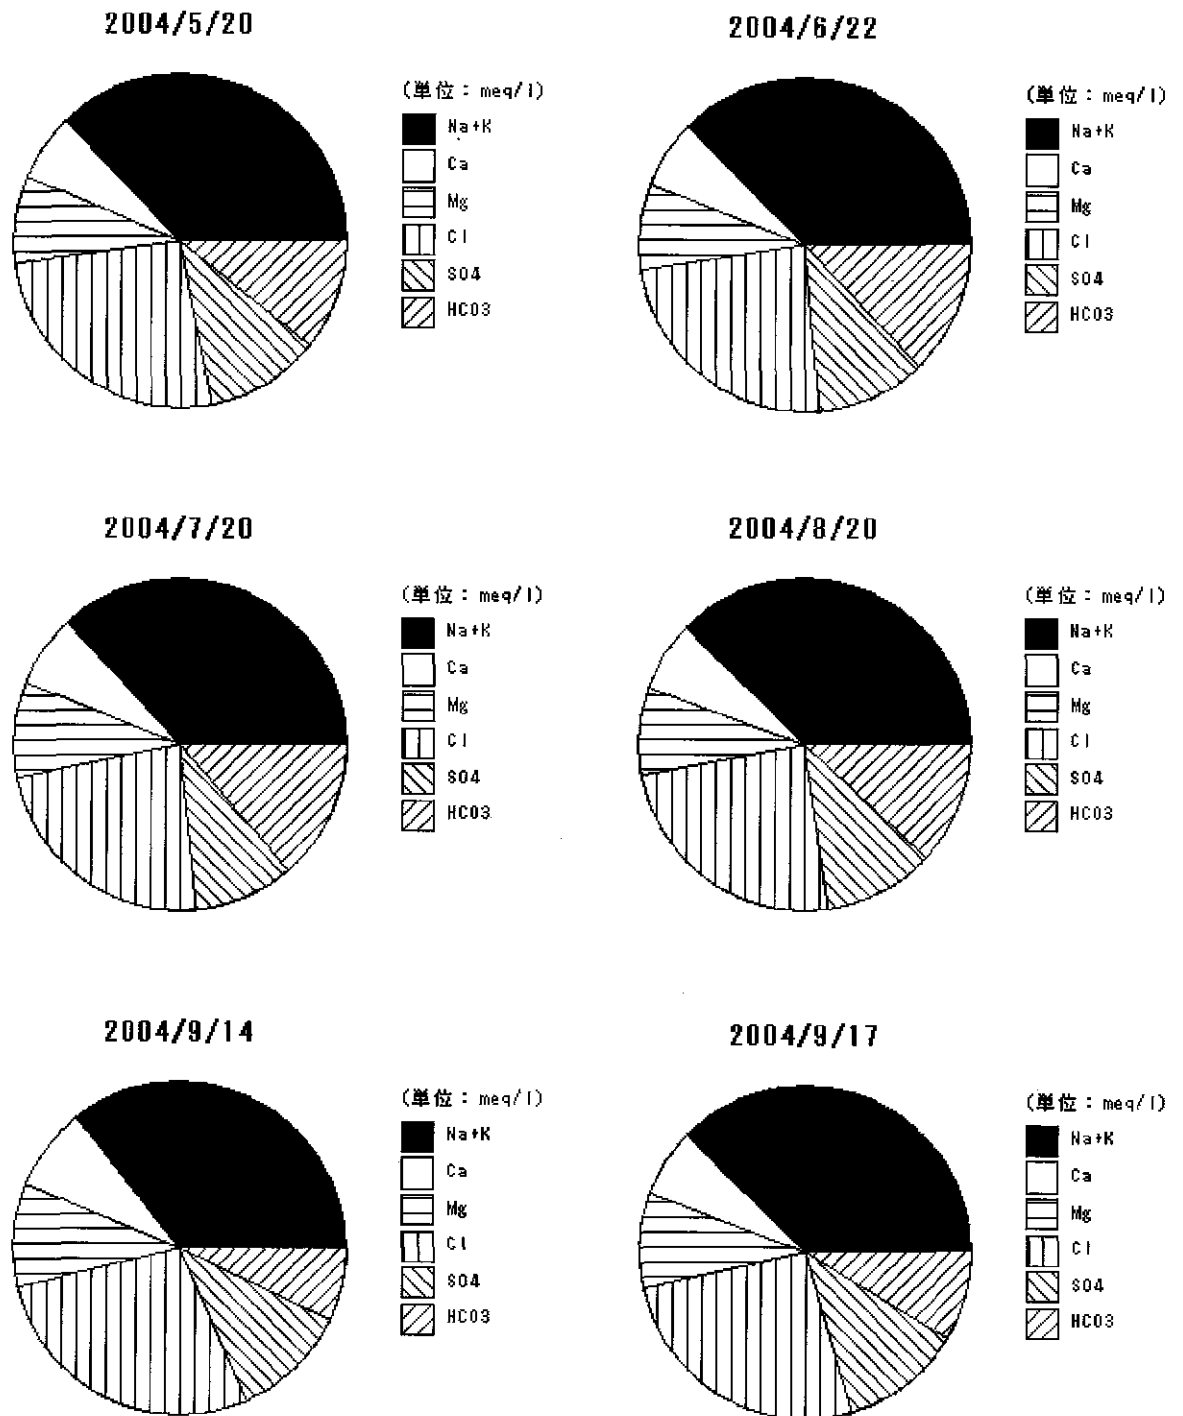 2004/5/20
(単位：meq/l)
Na+K
Ca
Mg
Cl
SO4
HCO3
2004/6/22
(単位：meq/l)
Na+K
Ca
Mg
Cl
SO4
HCO3
2004/7/20
(単位：meq/l)
Na+K
Ca
Mg
Cl
SO4
HCO3
2004/8/20
(単位：meq/l)
Na+K
Ca
Mg
Cl
SO4
HCO3
2004/9/14
(単位：meq/l)
Na+K
Ca
Mg
Cl
SO4
HCO3
2004/9/17
(単位：meq/l)
Na+K
Ca
Mg
Cl
SO4
HCO3